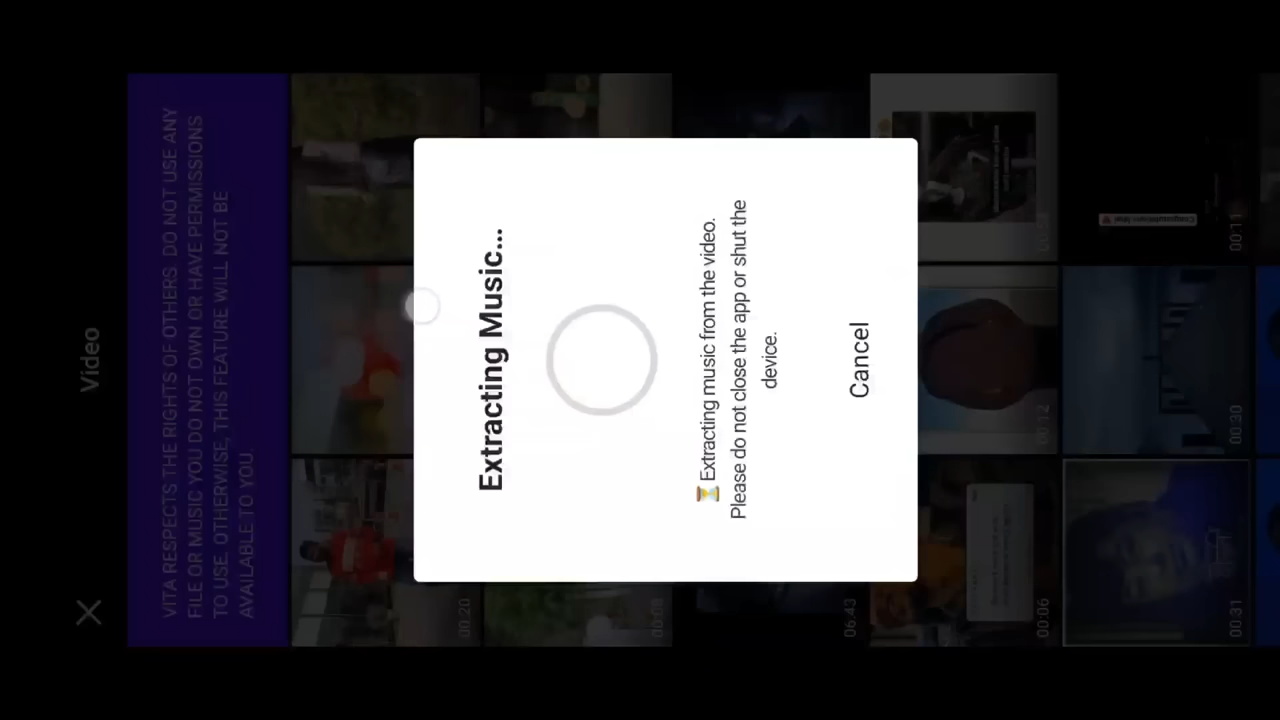 Video
VITA RESPECTS THE RIGHTS OF OTHERS. DO NOT USE ANY
FILE OR MUSIC YOU DO NOT OWN OR HAVE PERMISSIONS
TO USE. OTHERWISE, THIS FEATURE WILL NOT BE
AVAILABLE TO YOU.
Extracting Music...
⏳ Extracting music from the video.
Please do not close the app or shut the
device.
Cancel
00:20
06:43
00:14
00:06
00:11
00:30
00:31